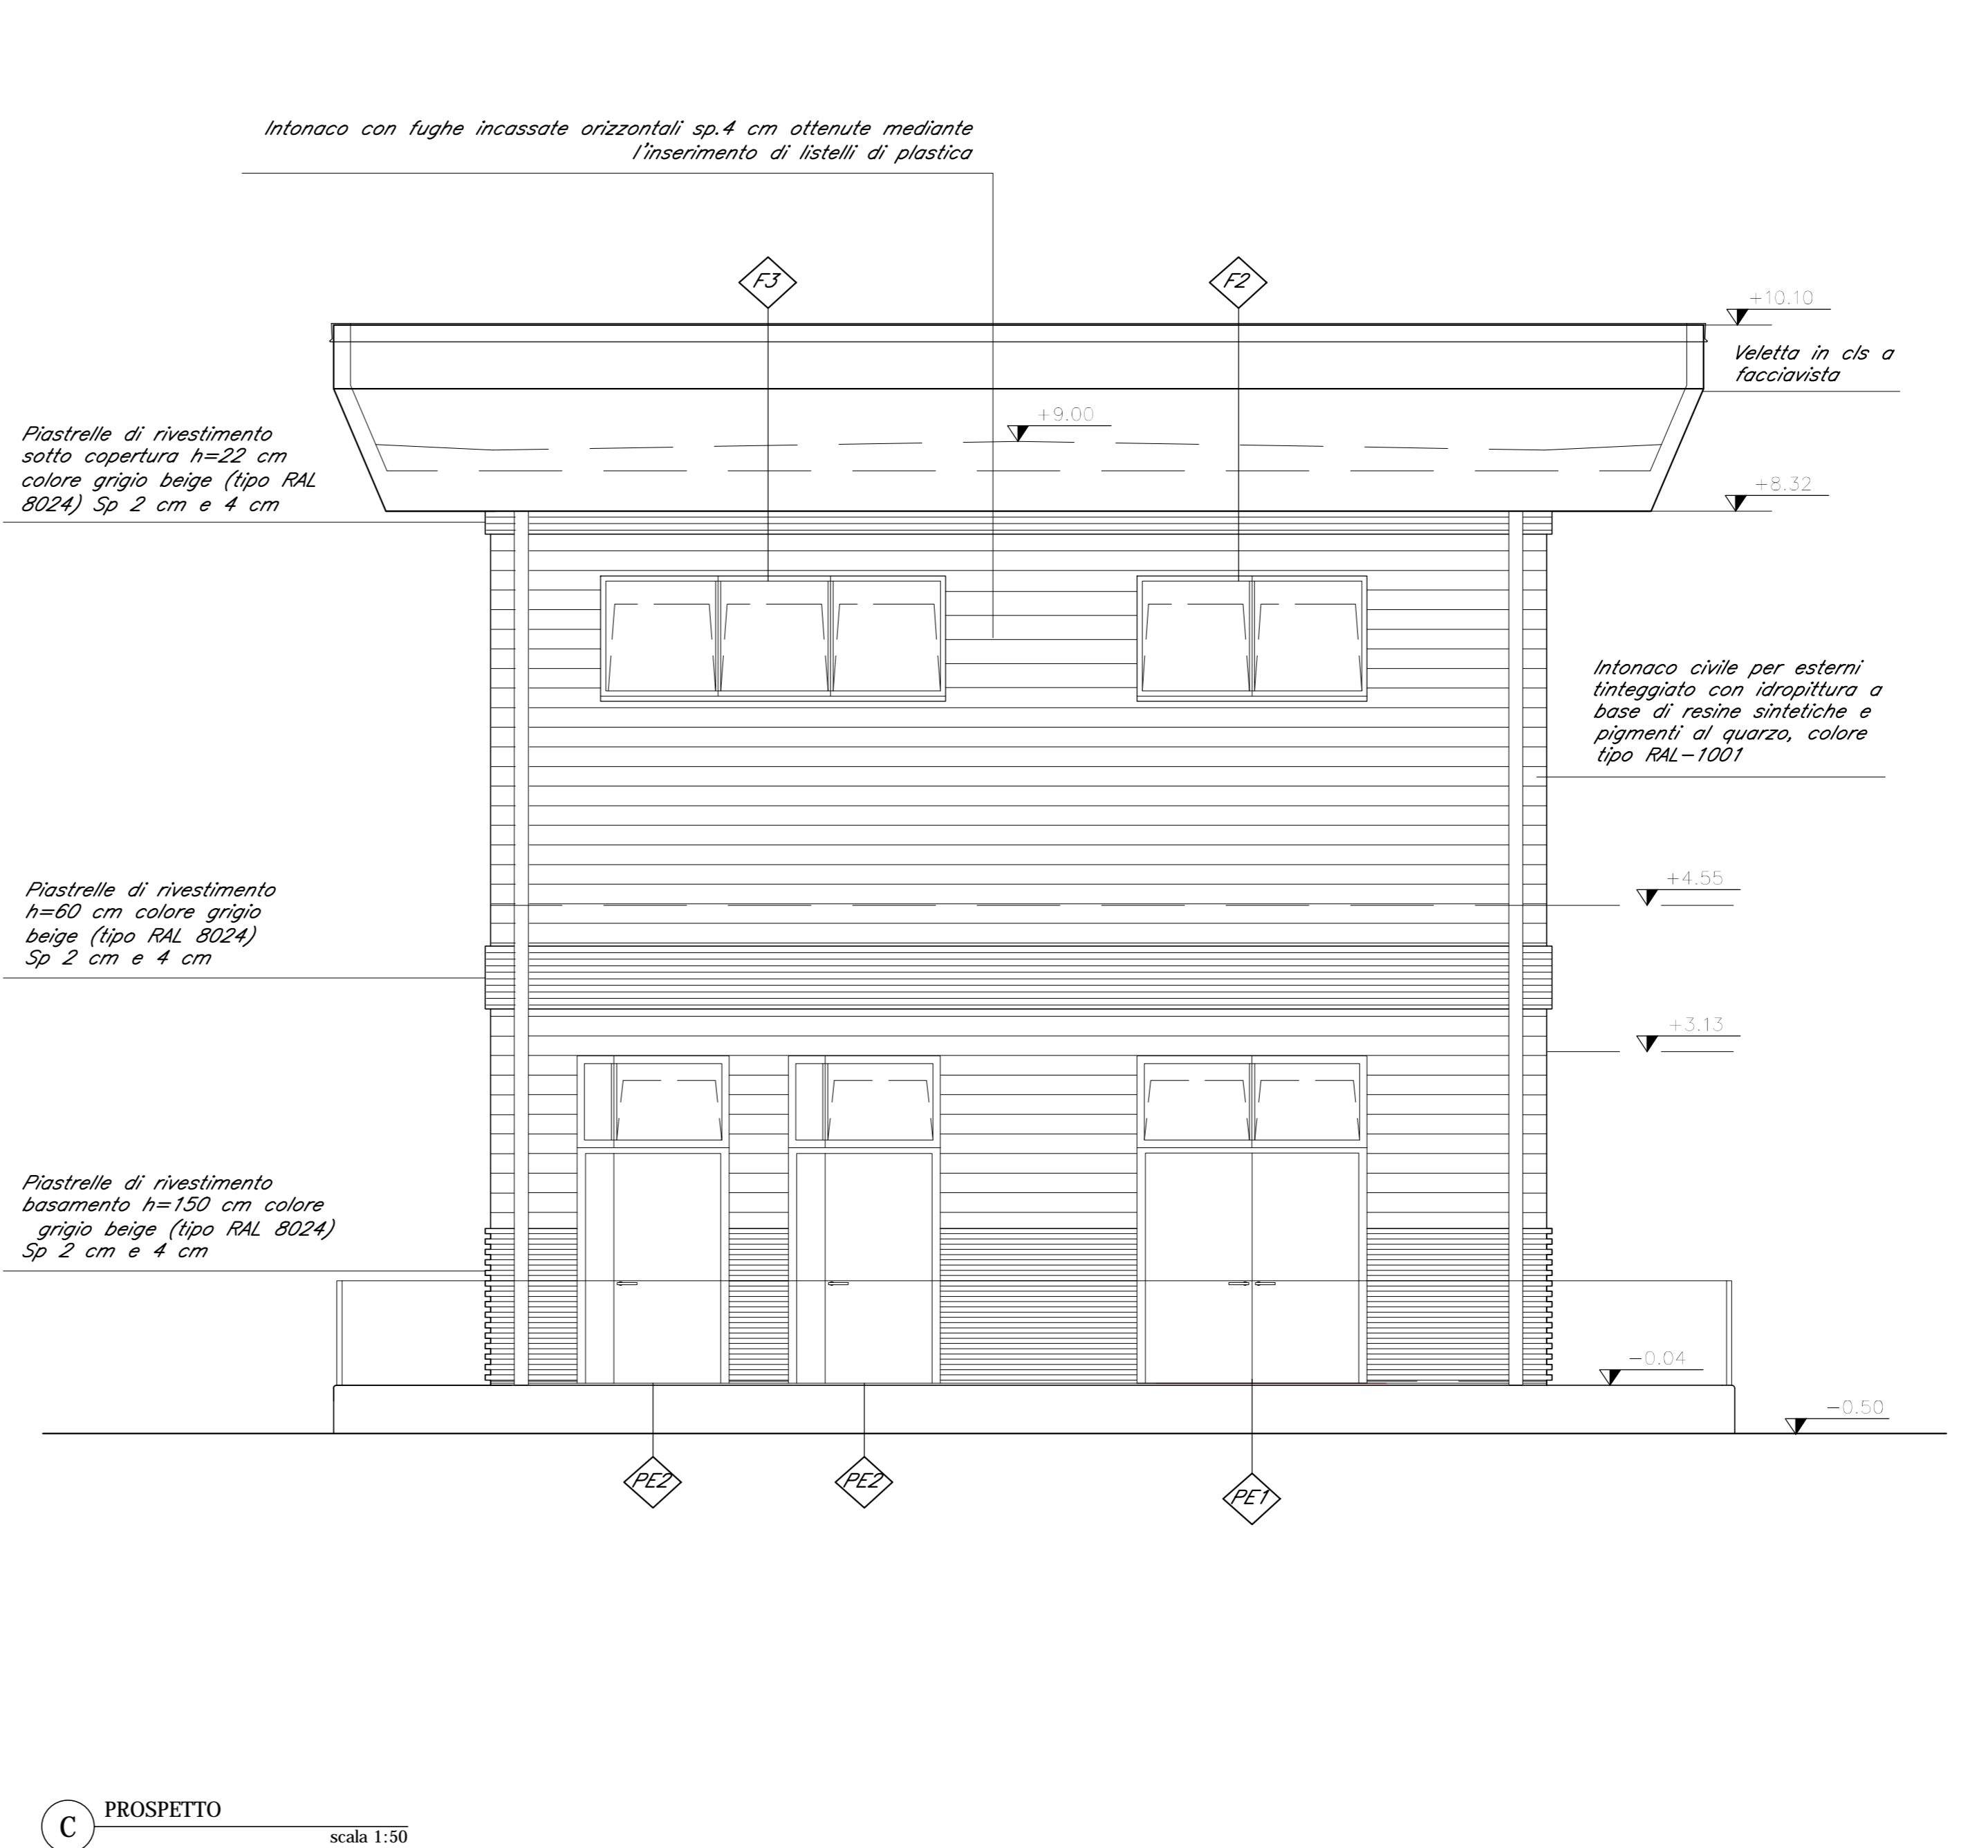 Intonaco con fughe incassate orizzontali sp.4 cm ottenute mediante
l'inserimento di listelli di plastica
F3
F2
+10.10
Veletta in cls a
facciavista
+9.00
Piastrelle di rivestimento
sotto copertura h=22 cm
colore grigio beige (tipo RAL
8024) Sp 2 cm e 4 cm
+8.32
Intonaco civile per esterni
tinteggiato con idropittura a
base di resine sintetiche e
pigmenti al quarzo, colore
tipo RAL-1001
+4.55
Piastrelle di rivestimento
h=60 cm colore grigio
beige (tipo RAL 8024)
Sp 2 cm e 4 cm
+3.13
Piastrelle di rivestimento
basamento h=150 cm colore
grigio beige (tipo RAL 8024)
Sp 2 cm e 4 cm
-0.04
-0.50
PE2
PE2
PE1
C
PROSPETTO
scala 1:50